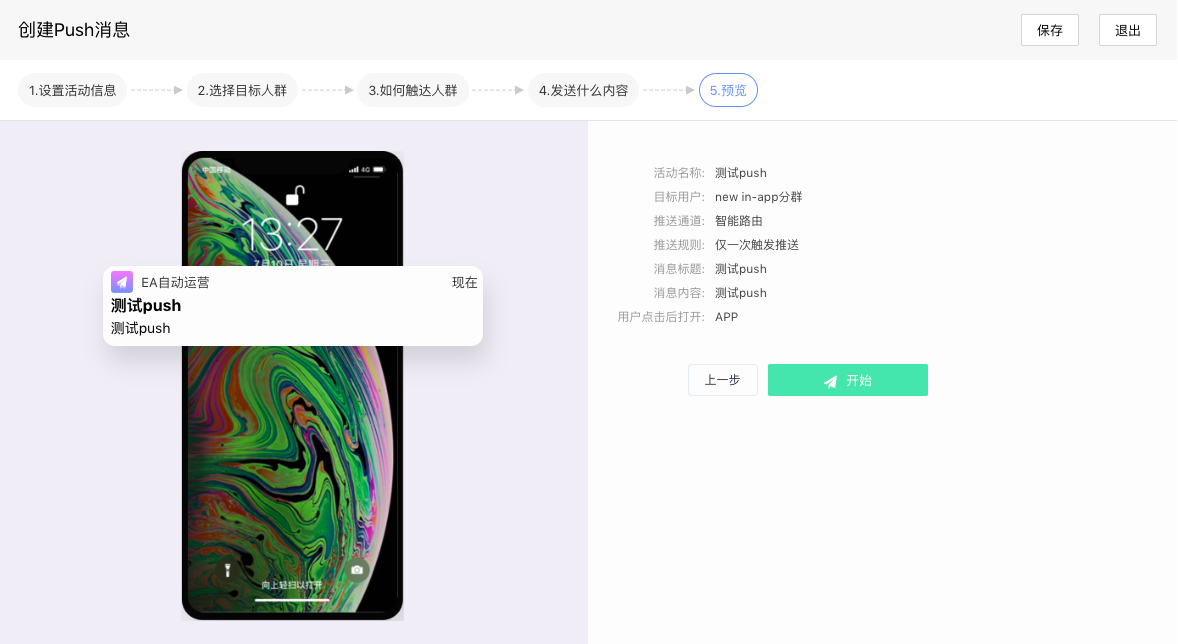 创建Push消息
保存
退出
1.设置活动信息
2.选择目标人群
3.如何触达人群
4.发送什么内容
5.预览
中国移动
4G
13:27
7月10日 星期三
EA自动运营
现在
测试push
测试push
向上轻扫以打开
活动名称: 测试push
目标用户: new in-app分群
推送通道: 智能路由
推送规则: 仅一次触发推送
消息标题: 测试push
消息内容: 测试push
用户点击后打开: APP
上一步
开始